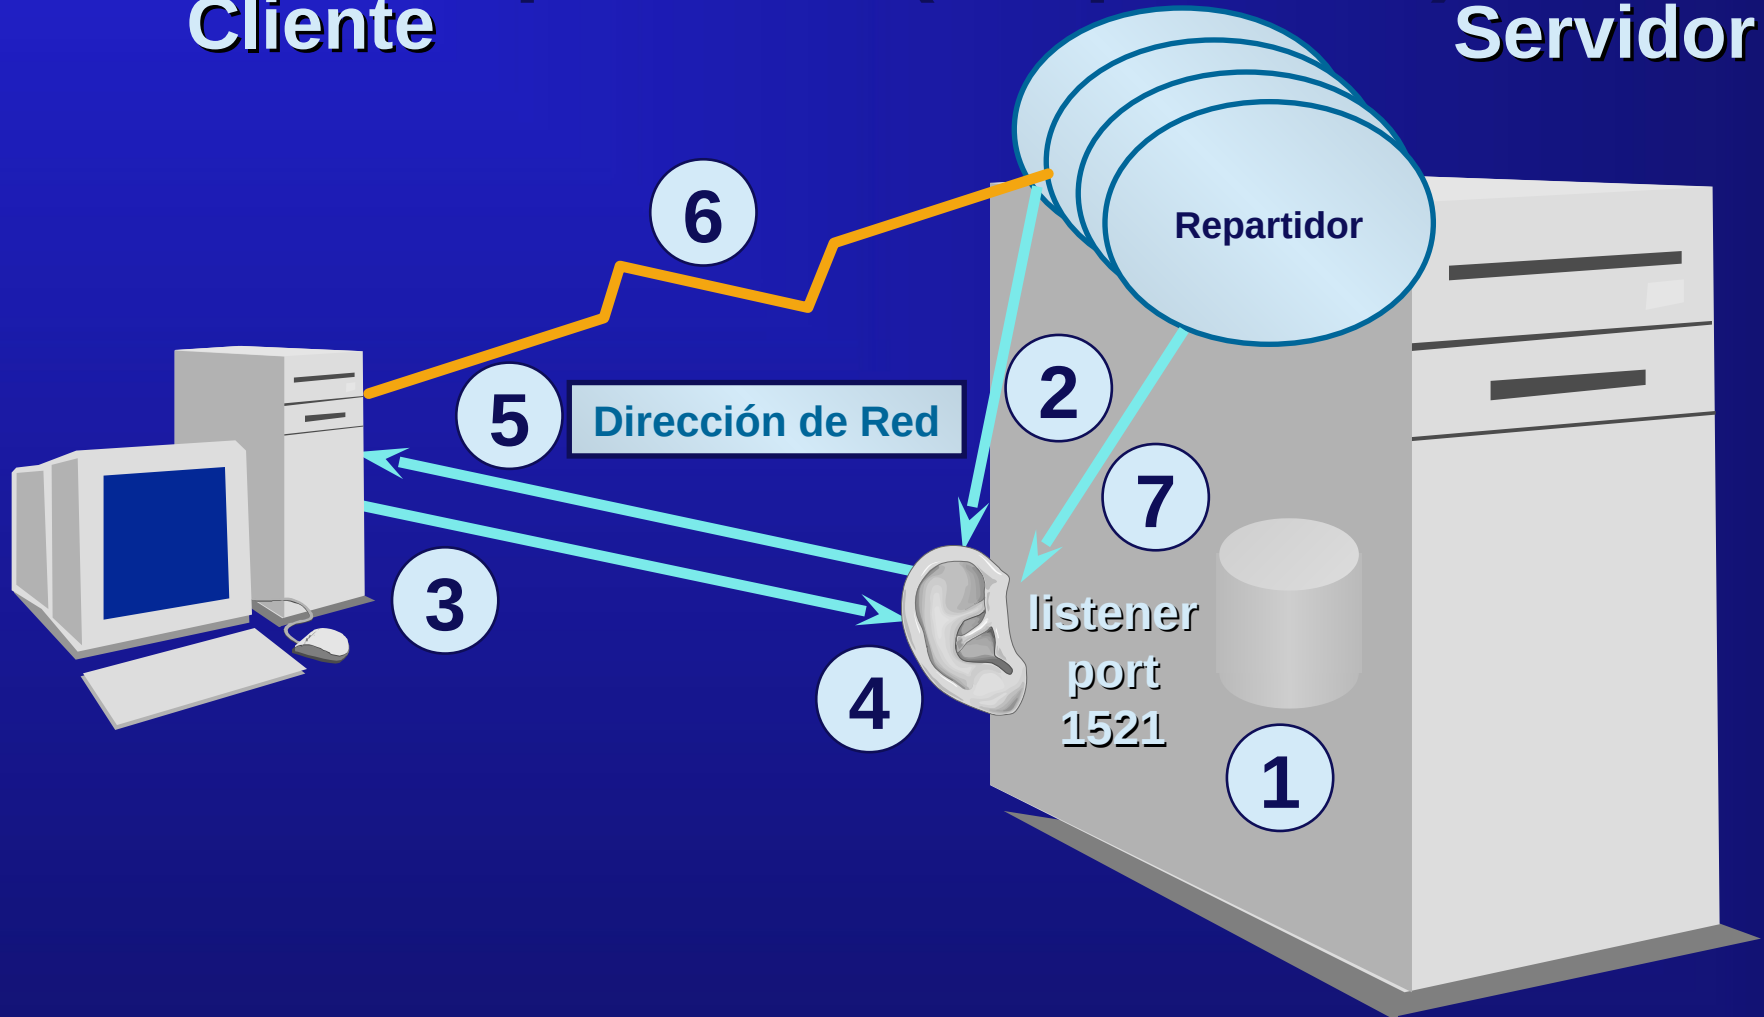 Cliente
Servidor
Repartidor
6
5
Dirección de Red
2
7
3
listener
port
1521
4
1